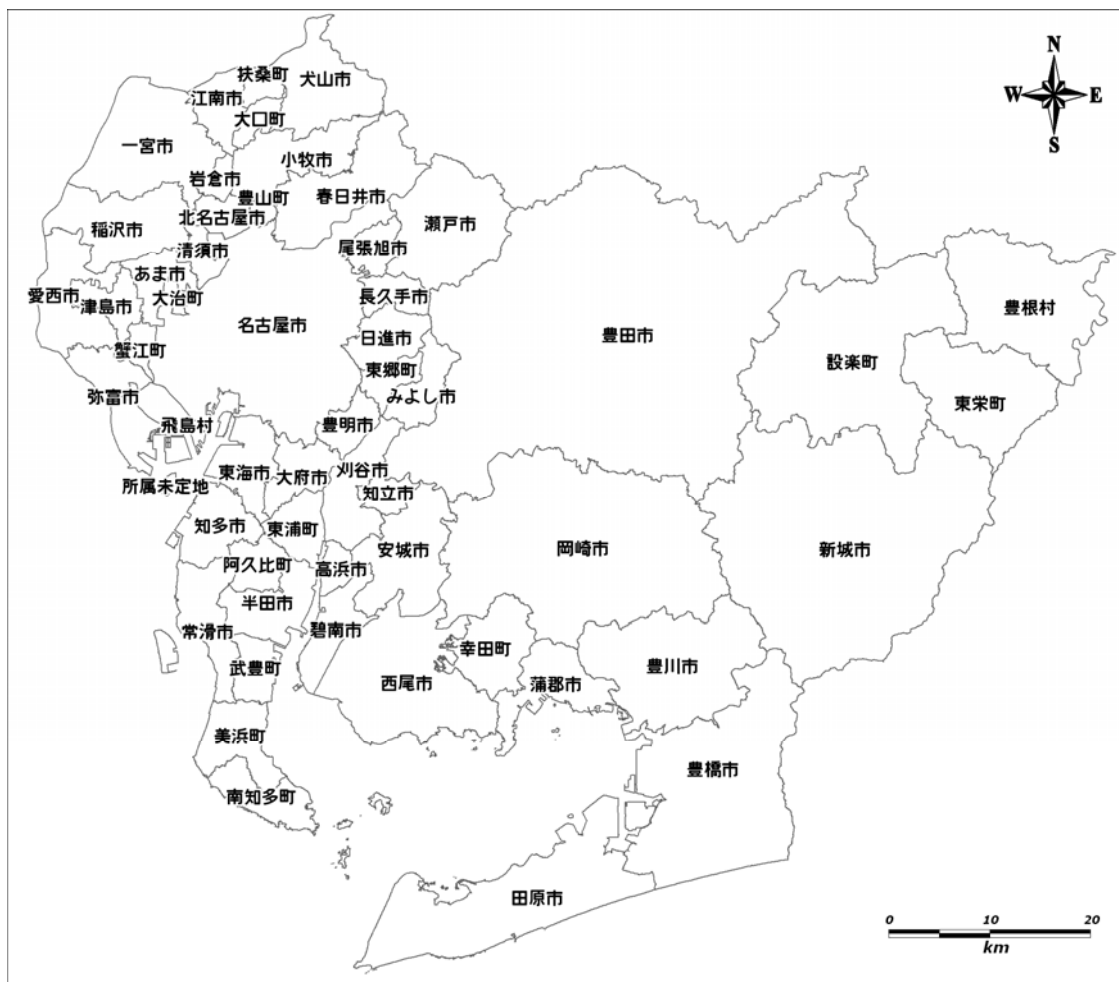 N
W
E
S
扶桑町
犬山市
江南市
大口町
一宮市
小牧市
岩倉市
豊山町
春日井市
北名古屋市
瀬戸市
稲沢市
清須市
尾張旭市
あま市
愛西市
津島市
大治町
長久手市
名古屋市
日進市
豊田市
豊根村
蟹江町
東郷町
設楽町
弥富市
みよし市
東栄町
飛島村
豊明市
所属未定地
東海市
大府市
刈谷市
知立市
知多市
東浦町
安城市
岡崎市
新城市
阿久比町
高浜市
半田市
常滑市
碧南市
武豊町
幸田町
豊川市
西尾市
蒲郡市
美浜町
豊橋市
南知多町
田原市
0 10 20
km